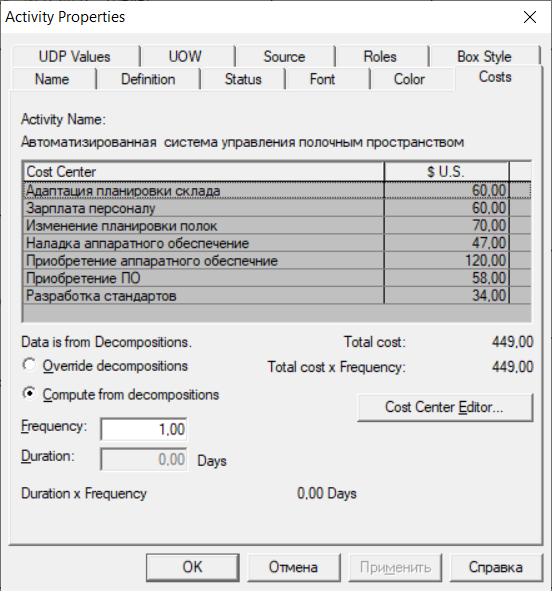 Activity Properties
UDP Values UOW Source Roles Box Style
Name Definition Status Font Color Costs
Activity Name:
Автоматизированная система управления полочным пространством
Cost Center $ U.S.
Адаптация планировки склада 60,00
Зарплата персоналу 60,00
Изменение планировки полок 70,00
Наладка аппаратного обеспечение 47,00
Приобретение аппаратного обеспечние 120,00
Приобретение ПО 58,00
Разработка стандартов 34,00
Data is from Decompositions. Total cost: 449,00
Override decompositions Total cost x Frequency: 449,00
Compute from decompositions
Cost Center Editor...
Frequency: 1,00
Duration: 0,00 Days
Duration x Frequency 0,00 Days
OK Отмена Применить Справка